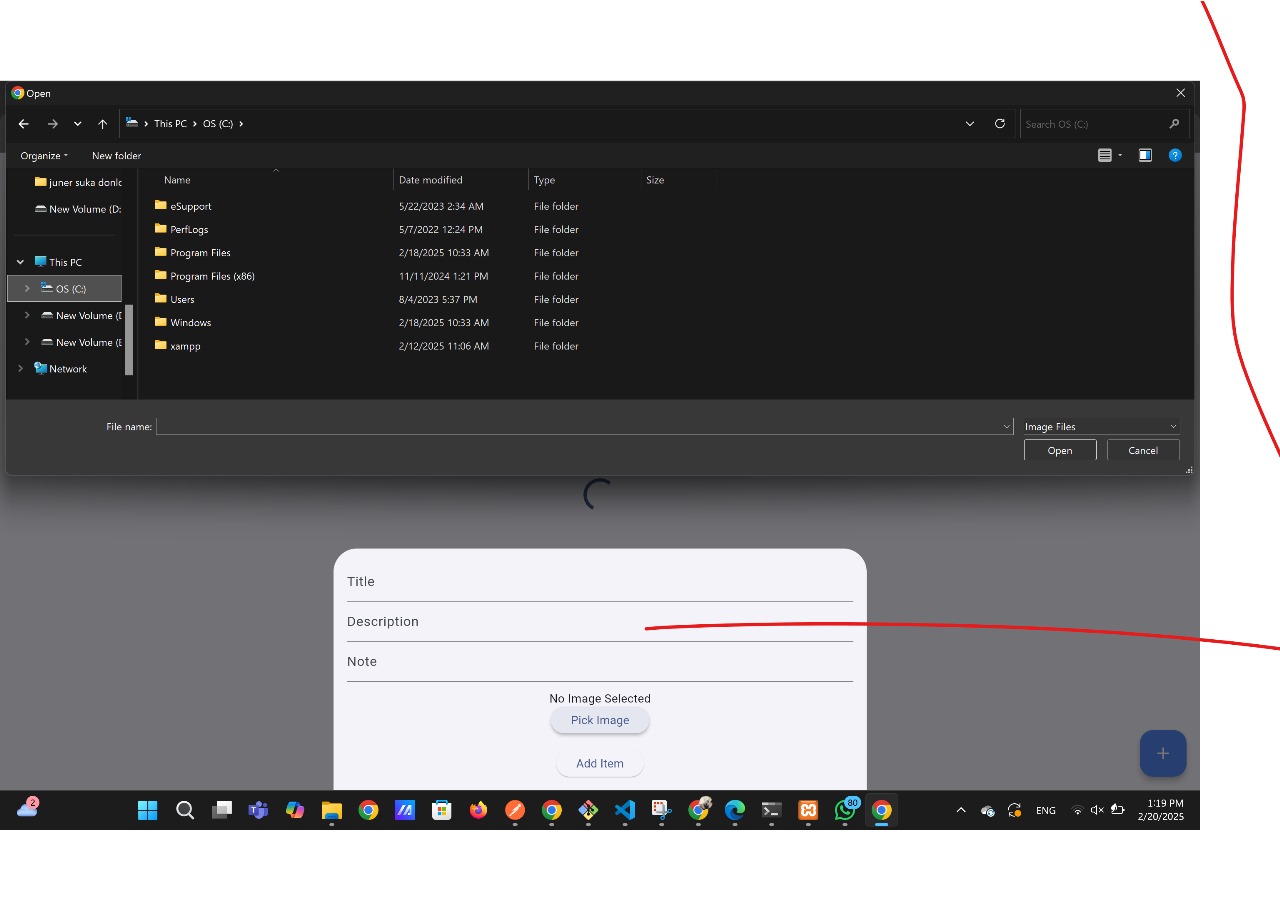 Open
This PC
OS (C:)
Search OS (C:)
Organize
New folder
Name
Date modified
Type
Size
juner suka donlo
New Volume (D:
This PC
OS (C:)
New Volume (
New Volume (
Network
eSupport 5/22/2023 2:34 AM File folder
PerfLogs 5/7/2022 12:24 PM File folder
Program Files 2/18/2025 10:33 AM File folder
Program Files (x86) 11/11/2024 1:21 PM File folder
Users 8/4/2023 5:37 PM File folder
Windows 2/18/2025 10:33 AM File folder
xampp 2/12/2025 11:06 AM File folder
File name:
Image Files
Open
Cancel
Title
Description
Note
No Image Selected
Pick Image
Add Item
2
80
ENG
1:19 PM
2/20/2025